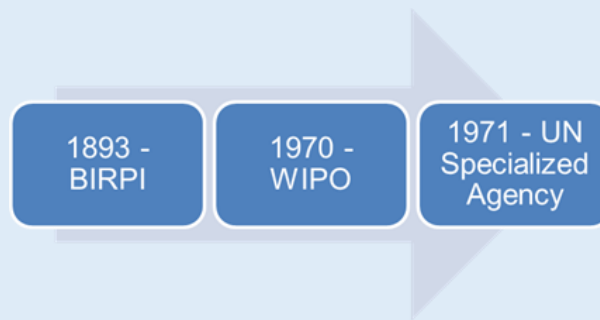 1893 -
BIRPI
1970 -
WIPO
1971 - UN
Specialized
Agency